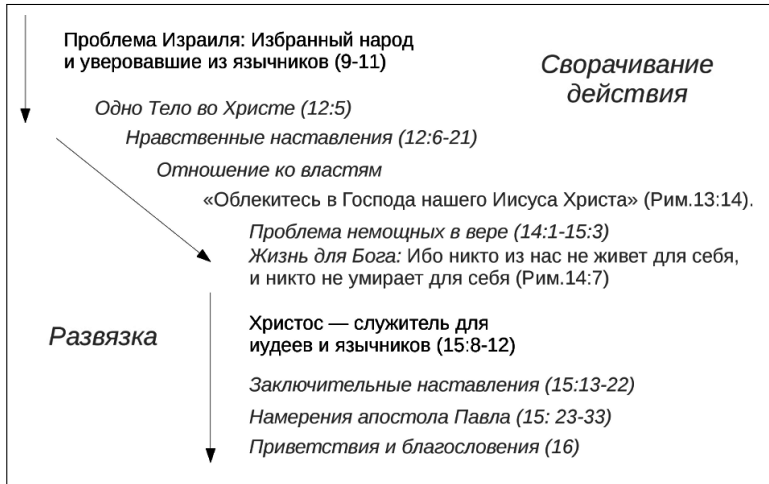 Проблема Израиля: Избранный народ
и уверовавшие из язычников (9-11)
Сворачивание
действия
Одно Тело во Христе (12:5)
Нравственные наставления (12:6-21)
Отношение ко властям
«Облекитесь в Господа нашего Иисуса Христа» (Рим.13:14).
Проблема немощных в вере (14:1-15:3)
Жизнь для Бога: Ибо никто из нас не живет для себя,
и никто не умирает для себя (Рим.14:7)
Развязка
Христос — служитель для
иудеев и язычников (15:8-12)
Заключительные наставления (15:13-22)
Намерения апостола Павла (15: 23-33)
Приветствия и благословения (16)